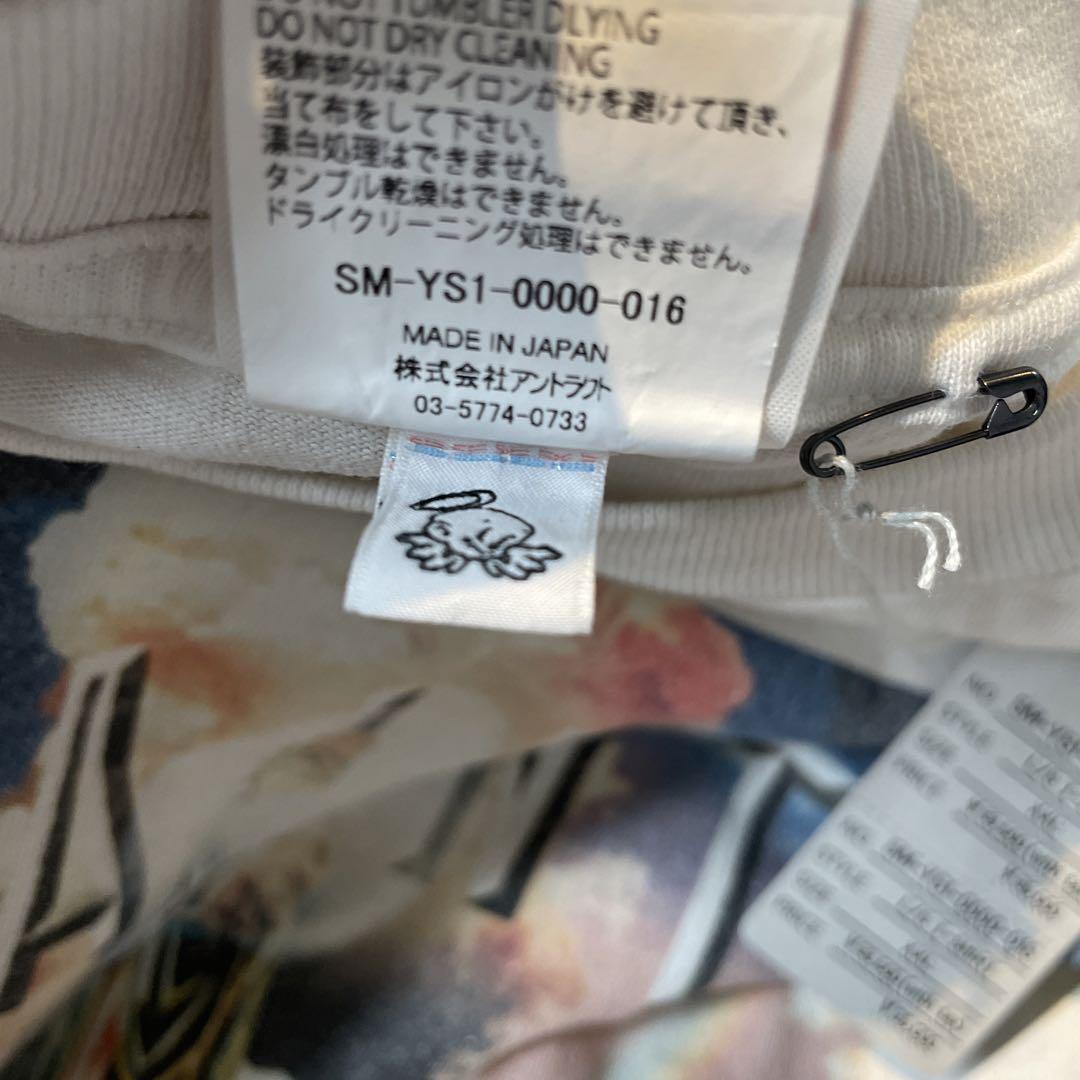 DO NOT TUMBLER DLYING
DO NOT DRY CLEANING
装飾部分はアイロンがけを避けて頂き、
当て布をして下さい。
漂白処理はできません。
タンブル乾燥はできません。
ドライクリーニング処理はできません。
SM-YS1-0000-016
MADE IN JAPAN
株式会社アントラクト
03-5774-0733
NO.
STYLE
SIZE
PRICE
NO. SM-YS1-0000-016
STYLE
SIZE
PRICE